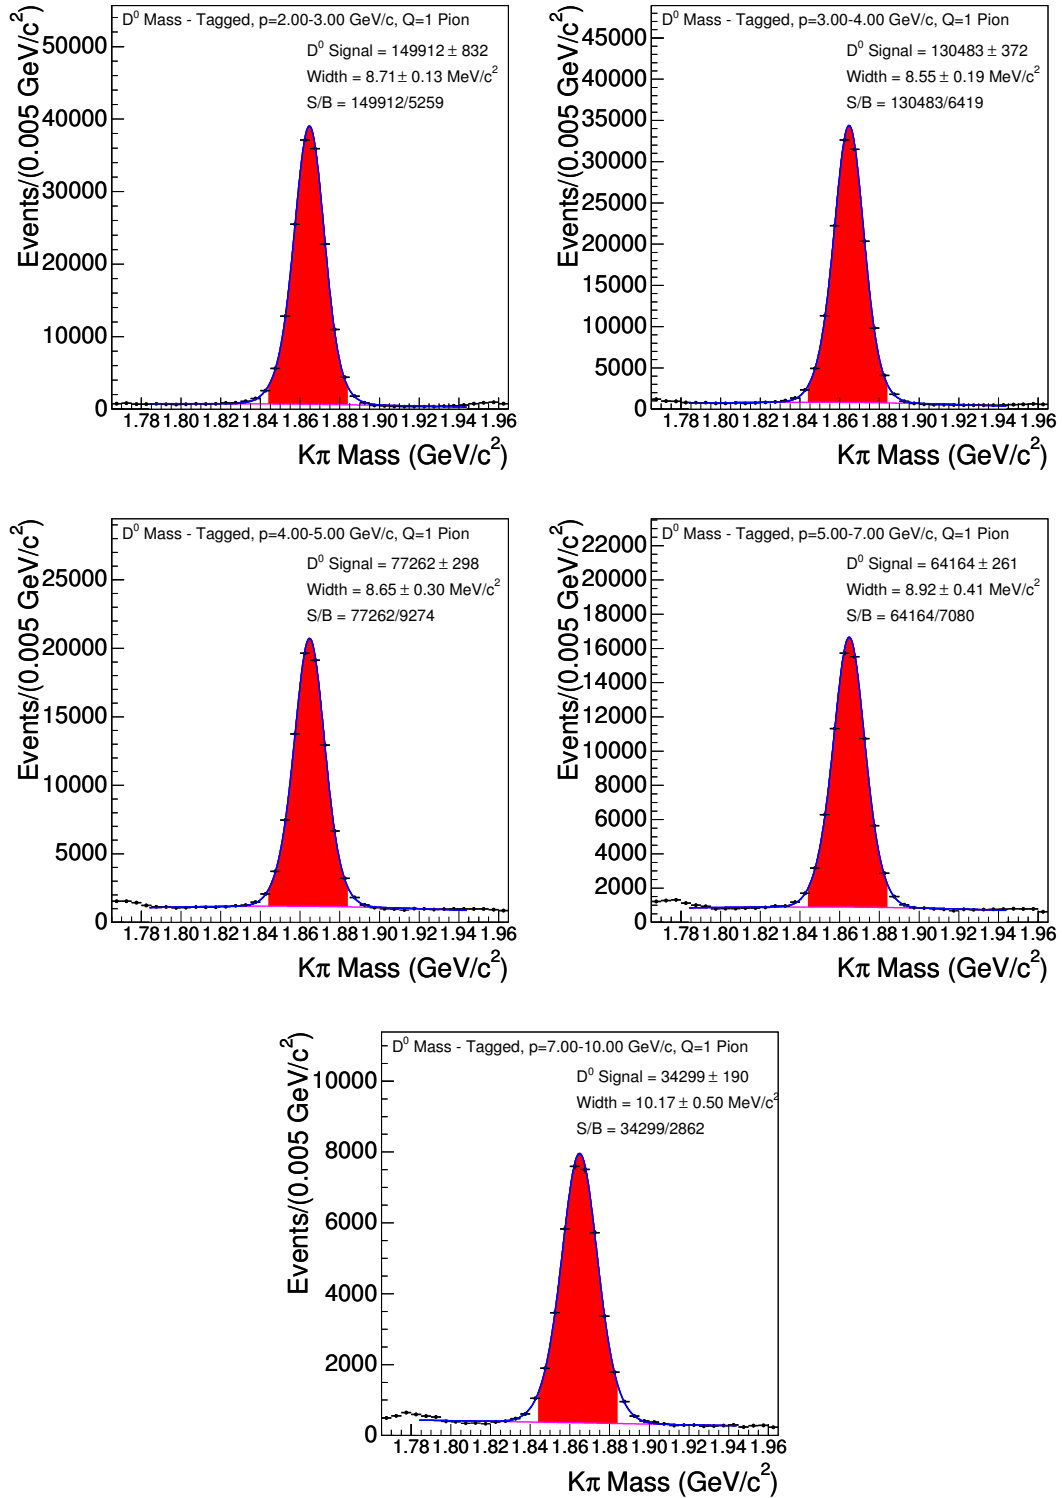 D⁰ Mass - Tagged, p=2.00-3.00 GeV/c, Q=1 Pion
D⁰ Signal = 149912 ± 832
Width = 8.71 ± 0.13 MeV/c²
S/B = 149912/5259
Events/(0.005 GeV/c²)
50000
40000
30000
20000
10000
0
1.78 1.80 1.82 1.84 1.86 1.88 1.90 1.92 1.94 1.96
Kπ Mass (GeV/c²)
D⁰ Mass - Tagged, p=3.00-4.00 GeV/c, Q=1 Pion
D⁰ Signal = 130483 ± 372
Width = 8.55 ± 0.19 MeV/c²
S/B = 130483/6419
Events/(0.005 GeV/c²)
45000
40000
35000
30000
25000
20000
15000
10000
5000
0
1.78 1.80 1.82 1.84 1.86 1.88 1.90 1.92 1.94 1.96
Kπ Mass (GeV/c²)
D⁰ Mass - Tagged, p=4.00-5.00 GeV/c, Q=1 Pion
D⁰ Signal = 77262 ± 298
Width = 8.65 ± 0.30 MeV/c²
S/B = 77262/9274
Events/(0.005 GeV/c²)
25000
20000
15000
10000
5000
0
1.78 1.80 1.82 1.84 1.86 1.88 1.90 1.92 1.94 1.96
Kπ Mass (GeV/c²)
D⁰ Mass - Tagged, p=5.00-7.00 GeV/c, Q=1 Pion
D⁰ Signal = 64164 ± 261
Width = 8.92 ± 0.41 MeV/c²
S/B = 64164/7080
Events/(0.005 GeV/c²)
22000
20000
18000
16000
14000
12000
10000
8000
6000
4000
2000
0
1.78 1.80 1.82 1.84 1.86 1.88 1.90 1.92 1.94 1.96
Kπ Mass (GeV/c²)
D⁰ Mass - Tagged, p=7.00-10.00 GeV/c, Q=1 Pion
D⁰ Signal = 34299 ± 190
Width = 10.17 ± 0.50 MeV/c²
S/B = 34299/2862
Events/(0.005 GeV/c²)
10000
8000
6000
4000
2000
0
1.78 1.80 1.82 1.84 1.86 1.88 1.90 1.92 1.94 1.96
Kπ Mass (GeV/c²)